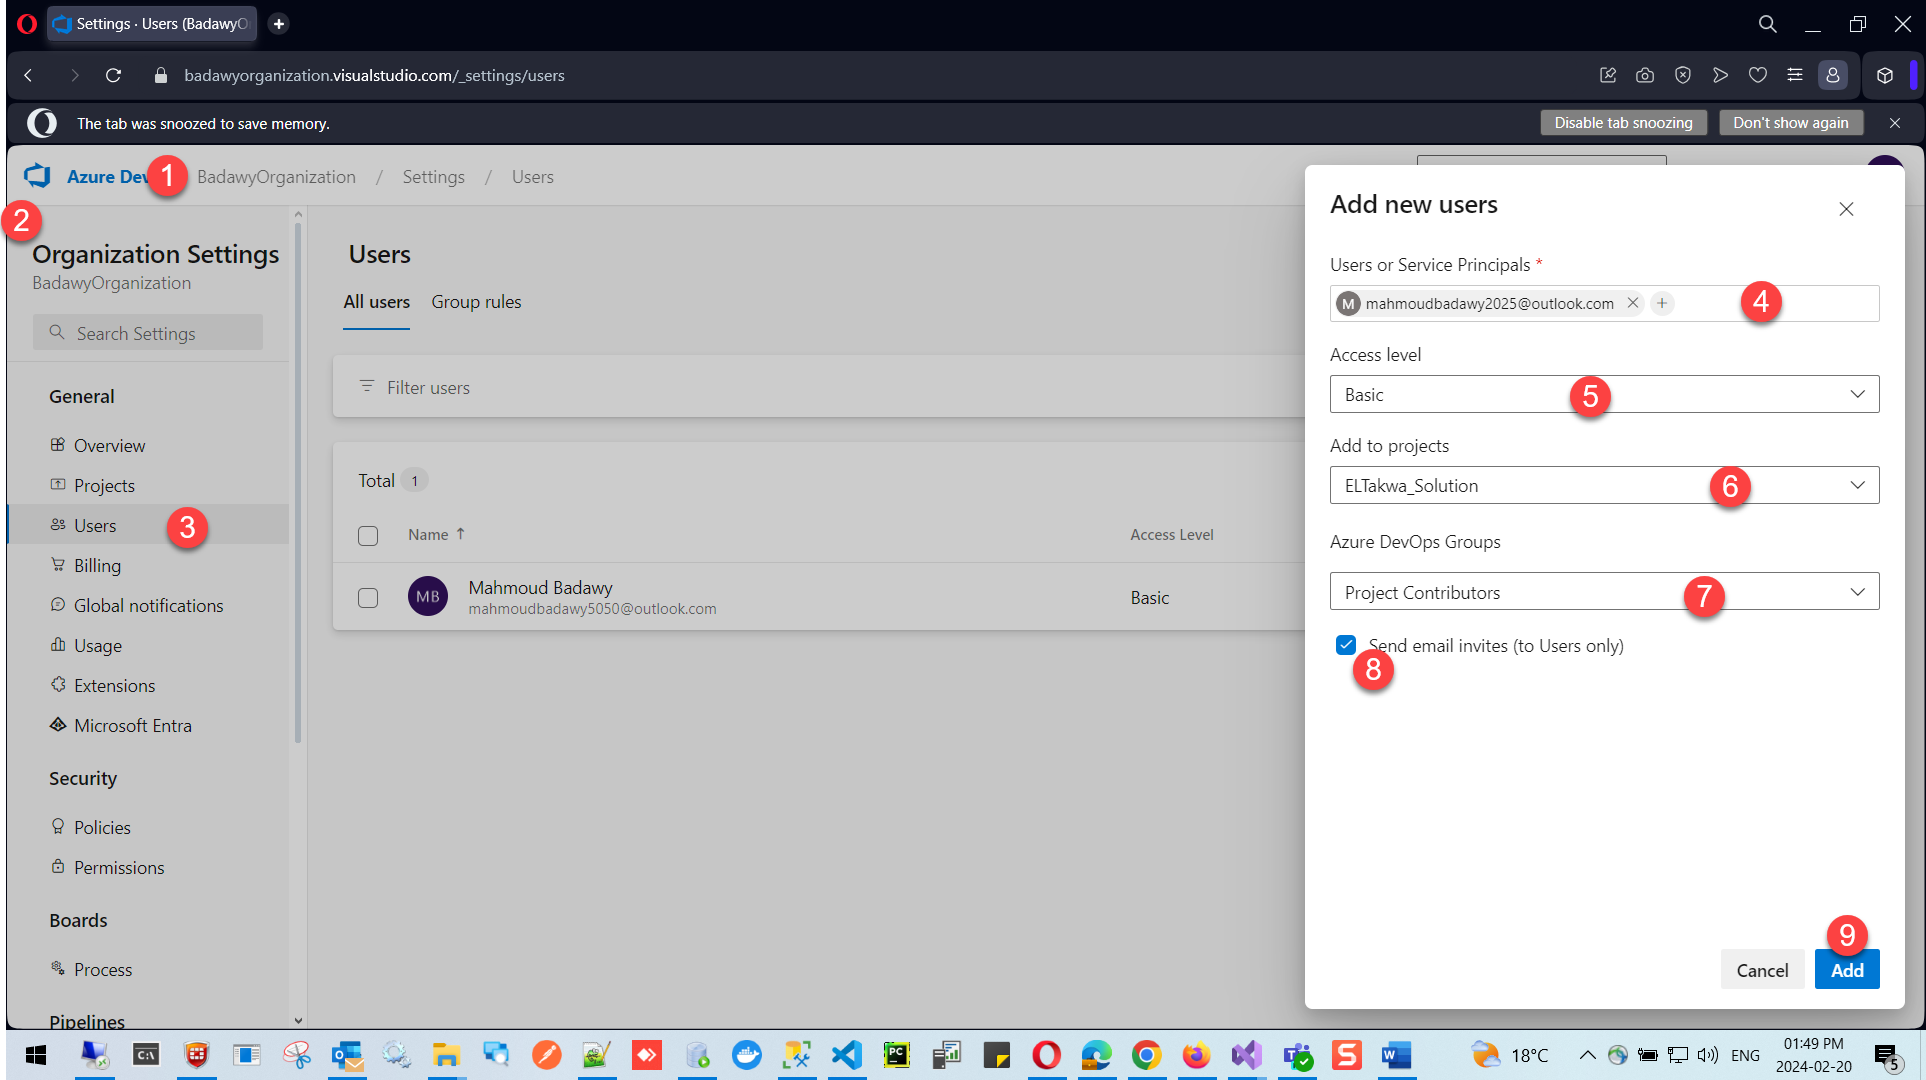 Settings · Users (BadawyO
badawyorganization.visualstudio.com/_settings/users
The tab was snoozed to save memory.
Disable tab snoozing
Don't show again
Azure Dev
1
BadawyOrganization / Settings / Users
2
Organization Settings
BadawyOrganization
Search Settings
General
Overview
Projects
Users
3
Billing
Global notifications
Usage
Extensions
Microsoft Entra
Security
Policies
Permissions
Boards
Process
Pipelines
Users
All users
Group rules
Filter users
Total 1
Name ↑
Access Level
MB
Mahmoud Badawy
mahmoudbadawy5050@outlook.com
Basic
Add new users
Users or Service Principals *
M mahmoudbadawy2025@outlook.com
4
Access level
Basic
5
Add to projects
ELTakwa_Solution
6
Azure DevOps Groups
Project Contributors
7
Send email invites (to Users only)
8
9
Cancel
Add
C:\
PC
S
W
18°C
ENG
01:49 PM
2024-02-20
5